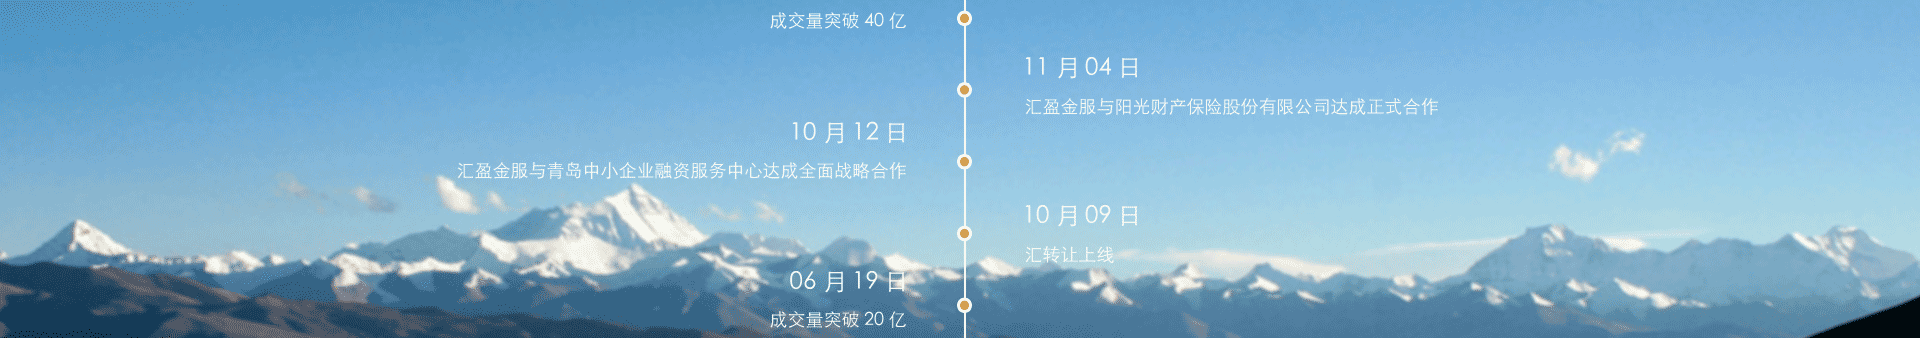 成交量突破 40 亿
11 月 04 日
汇盈金服与阳光财产保险股份有限公司达成正式合作
10 月 12 日
汇盈金服与青岛中小企业融资服务中心达成全面战略合作
10 月 09 日
汇转让上线
06 月 19 日
成交量突破 20 亿